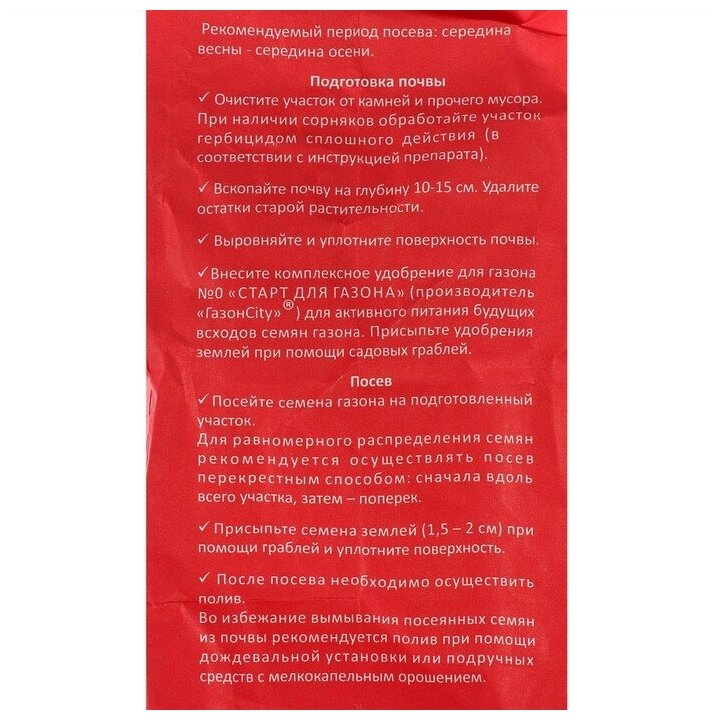 Рекомендуемый период посева: середина
весны - середина осени.
Подготовка почвы
✓ Очистите участок от камней и прочего мусора.
При наличии сорняков обработайте участок
гербицидом сплошного действия (в
соответствии с инструкцией препарата).
✓ Вскопайте почву на глубину 10-15 см. Удалите
остатки старой растительности.
✓ Выровняйте и уплотните поверхность почвы.
✓Внесите комплексное удобрение для газона
№0 «СТАРТ ДЛЯ ГАЗОНА» (производитель
«ГазонCity»®) для активного питания будущих
всходов семян газона. Присыпьте удобрения
землей при помощи садовых граблей.
Посев
✓ Посейте семена газона на подготовленный
участок.
Для равномерного распределения семян
рекомендуется осуществлять посев
перекрестным способом: сначала вдоль
всего участка, затем – поперек.
✓ Присыпьте семена землей (1,5 – 2 см) при
помощи граблей и уплотните поверхность.
✓ После посева необходимо осуществить
полив.
Во избежание вымывания посеянных семян
из почвы рекомендуется полив при помощи
дождевальной установки или подручных
средств с мелкокапельным орошением.